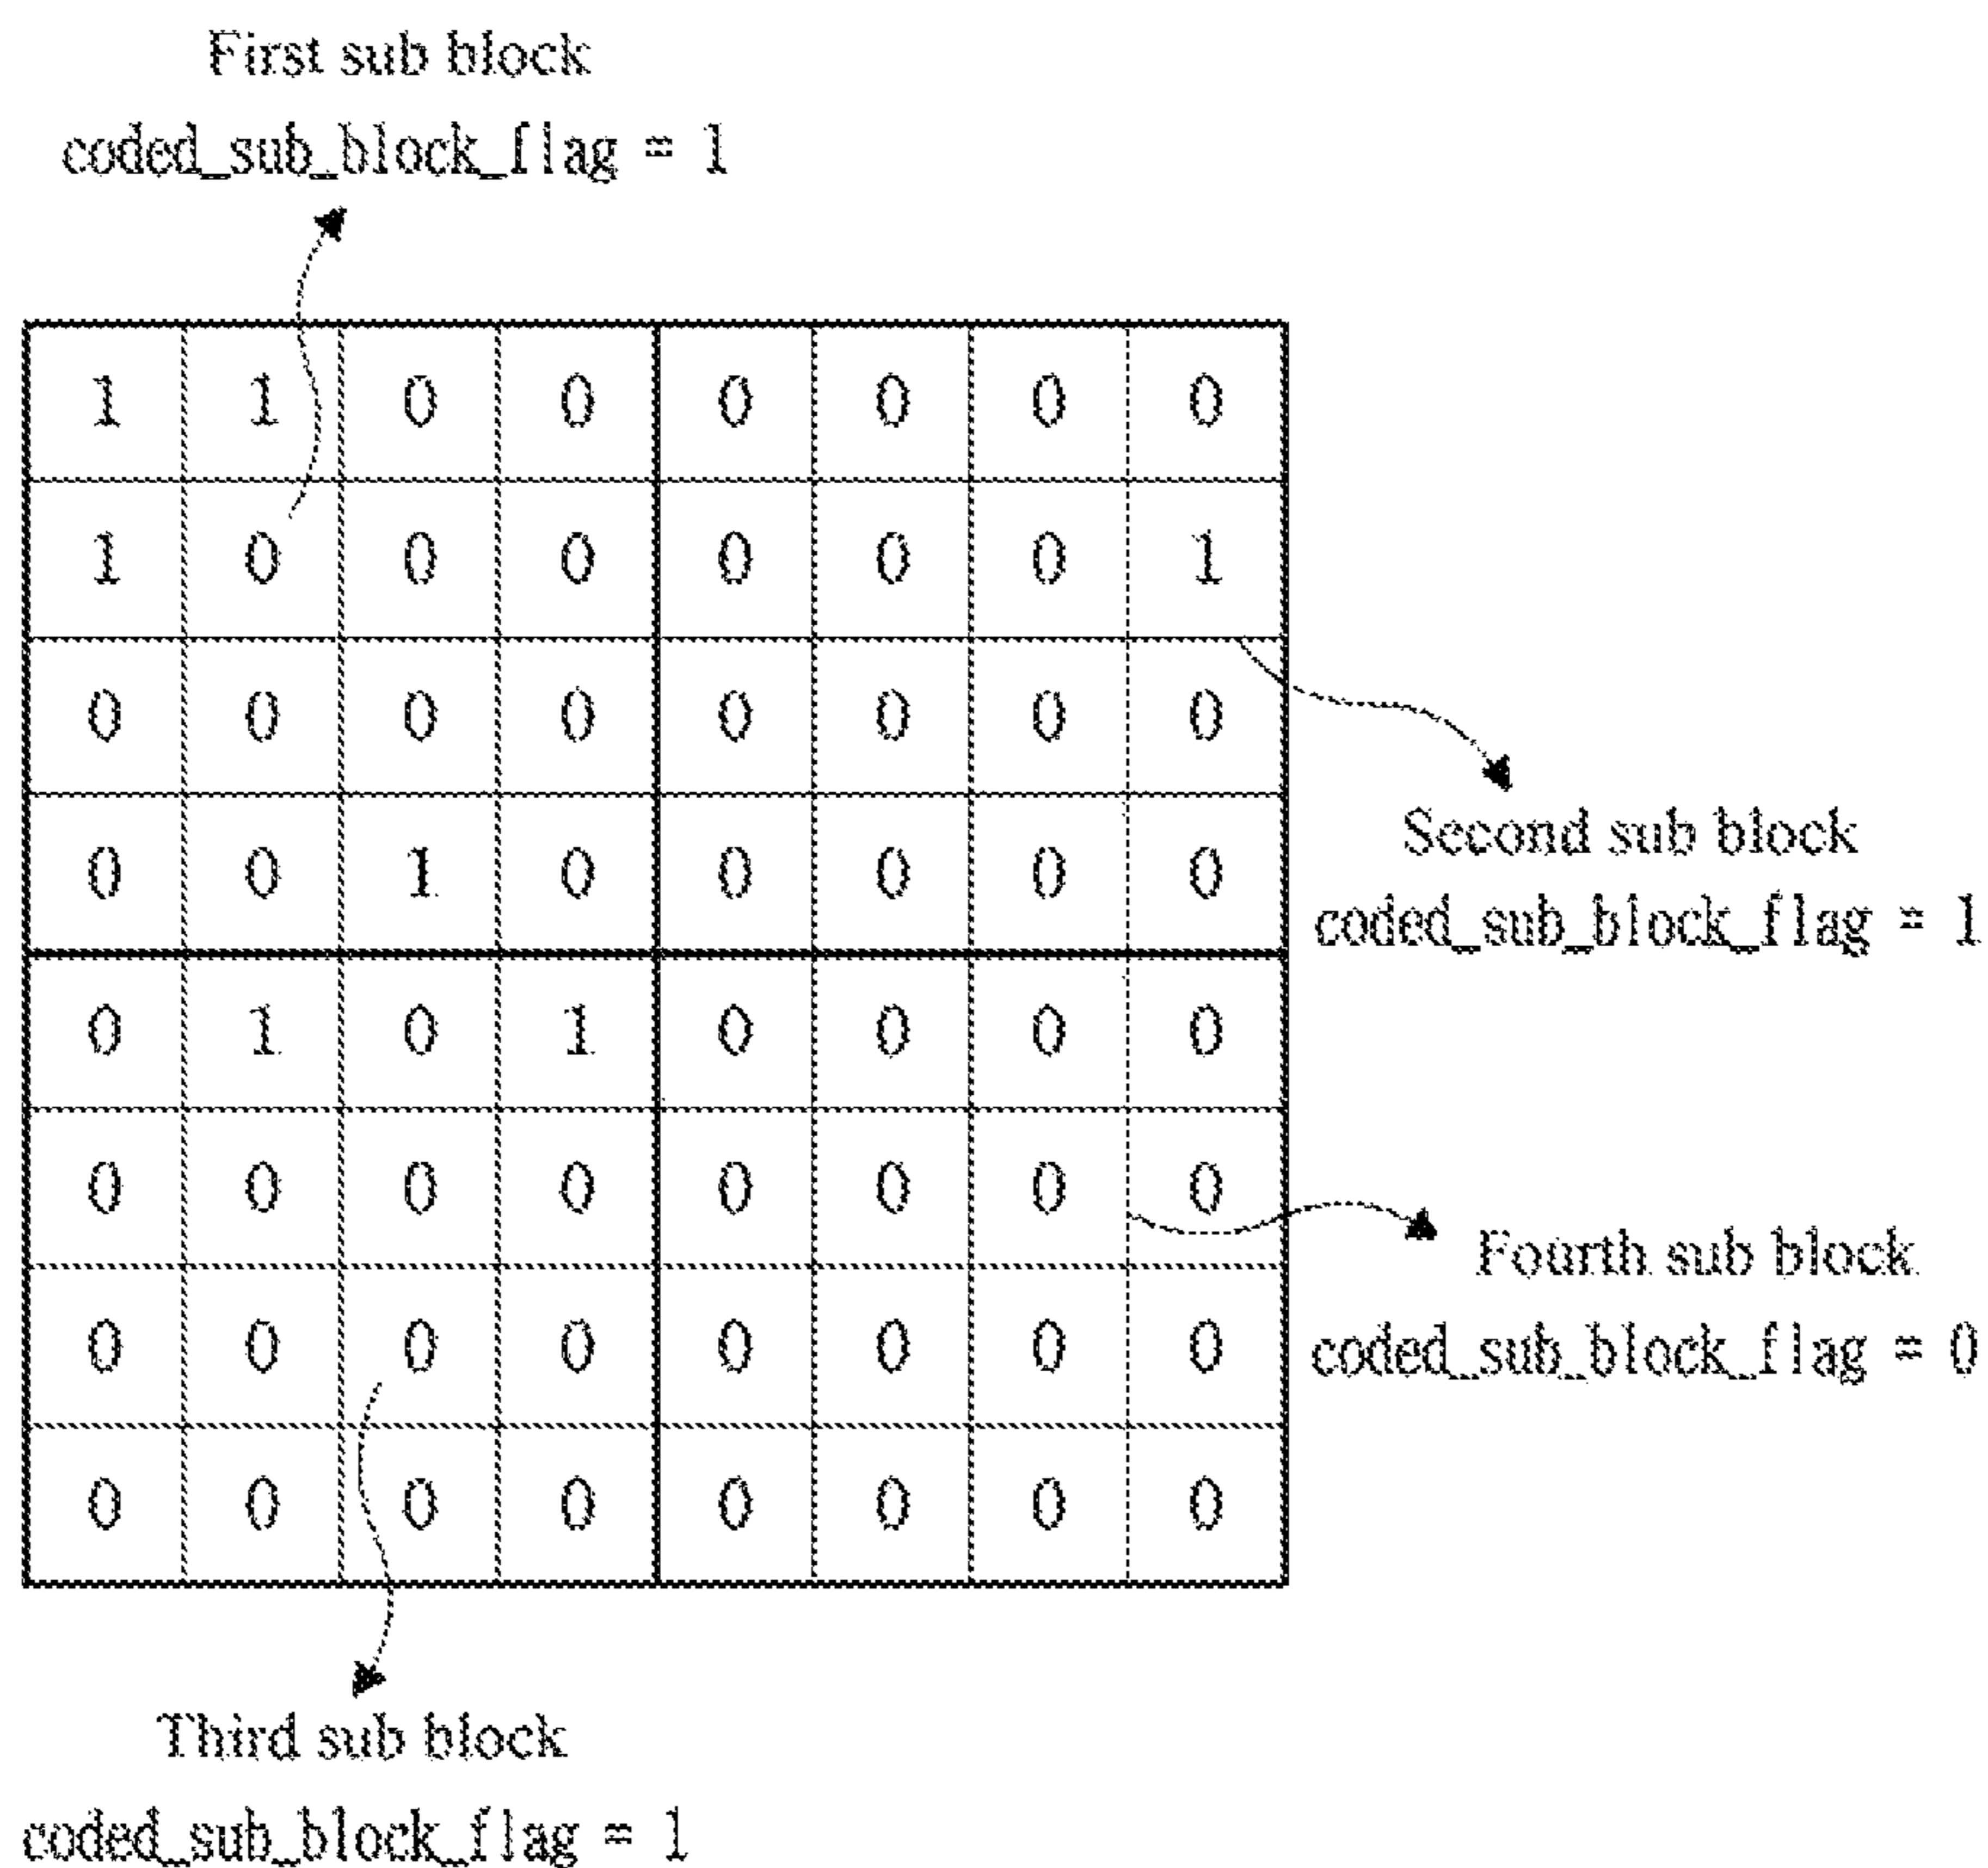 First sub block
coded_sub_block_flag = 1
1 1 0 0 0 0 0 0
1 0 0 0 0 0 0 1
0 0 0 0 0 0 0 0
0 0 1 0 0 0 0 0
Second sub block
coded_sub_block_flag = 1
0 1 0 1 0 0 0 0
0 0 0 0 0 0 0 0
Fourth sub block
coded_sub_block_flag = 0
0 0 0 0 0 0 0 0
0 0 0 0 0 0 0 0
Third sub block
coded_sub_block_flag = 1